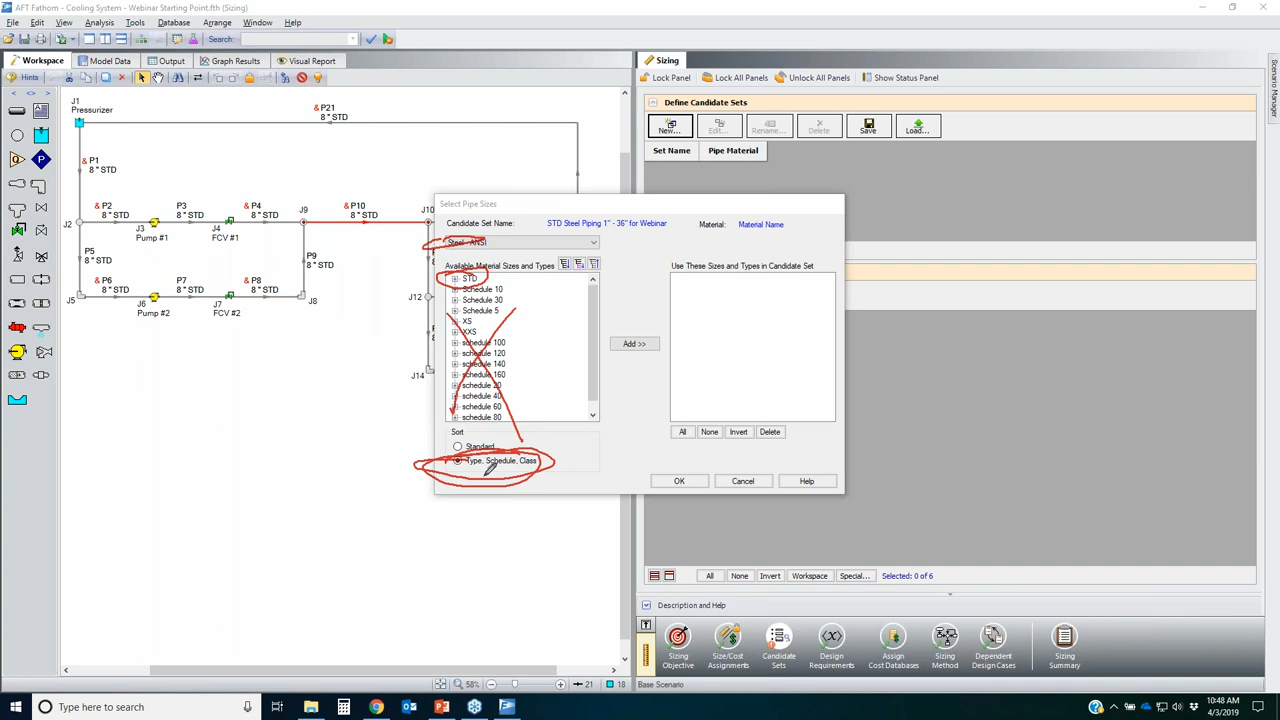 AFT Fathom - Cooling System - Webinar Starting Point.fth (Sizing)
File Edit View Analysis Tools Database Arrange Window Help
Search:
Workspace Model Data Output Graph Results Visual Report
Hints
Sizing
Lock Panel Lock All Panels Unlock All Panels Show Status Panel
Define Candidate Sets
New... Edit... Rename... Delete Save Load...
Set Name Pipe Material
Scenario Manager
J1
Pressurizer
& P21
8 " STD
& P1
8 " STD
& P2
8 " STD
P3
8 " STD
& P4
8 " STD
J9
& P10
8 " STD
J10
J2
J3
Pump #1
J4
FCV #1
P5
8 " STD
P9
8 " STD
& P6
8 " STD
P7
8 " STD
& P8
8 " STD
J12
J5
J6
Pump #2
J7
FCV #2
J8
J14
Select Pipe Sizes
Candidate Set Name: STD Steel Piping 1" - 36" for Webinar Material: Material Name
Steel - ANSI
Available Material Sizes and Types
Use These Sizes and Types in Candidate Set
STD
Schedule 10
Schedule 30
Schedule 5
XS
XXS
schedule 100
schedule 120
schedule 140
schedule 160
schedule 20
schedule 40
schedule 60
schedule 80
Add >>
All None Invert Delete
Sort
Standard
Type, Schedule, Class
OK Cancel Help
All None Invert Workspace Special... Selected: 0 of 6
Description and Help
Sizing Objective
Size/Cost Assignments
Candidate Sets
Design Requirements
Assign Cost Databases
Sizing Method
Dependent Design Cases
Sizing Summary
58% 21 18
Base Scenario
Type here to search
10:48 AM
4/3/2019